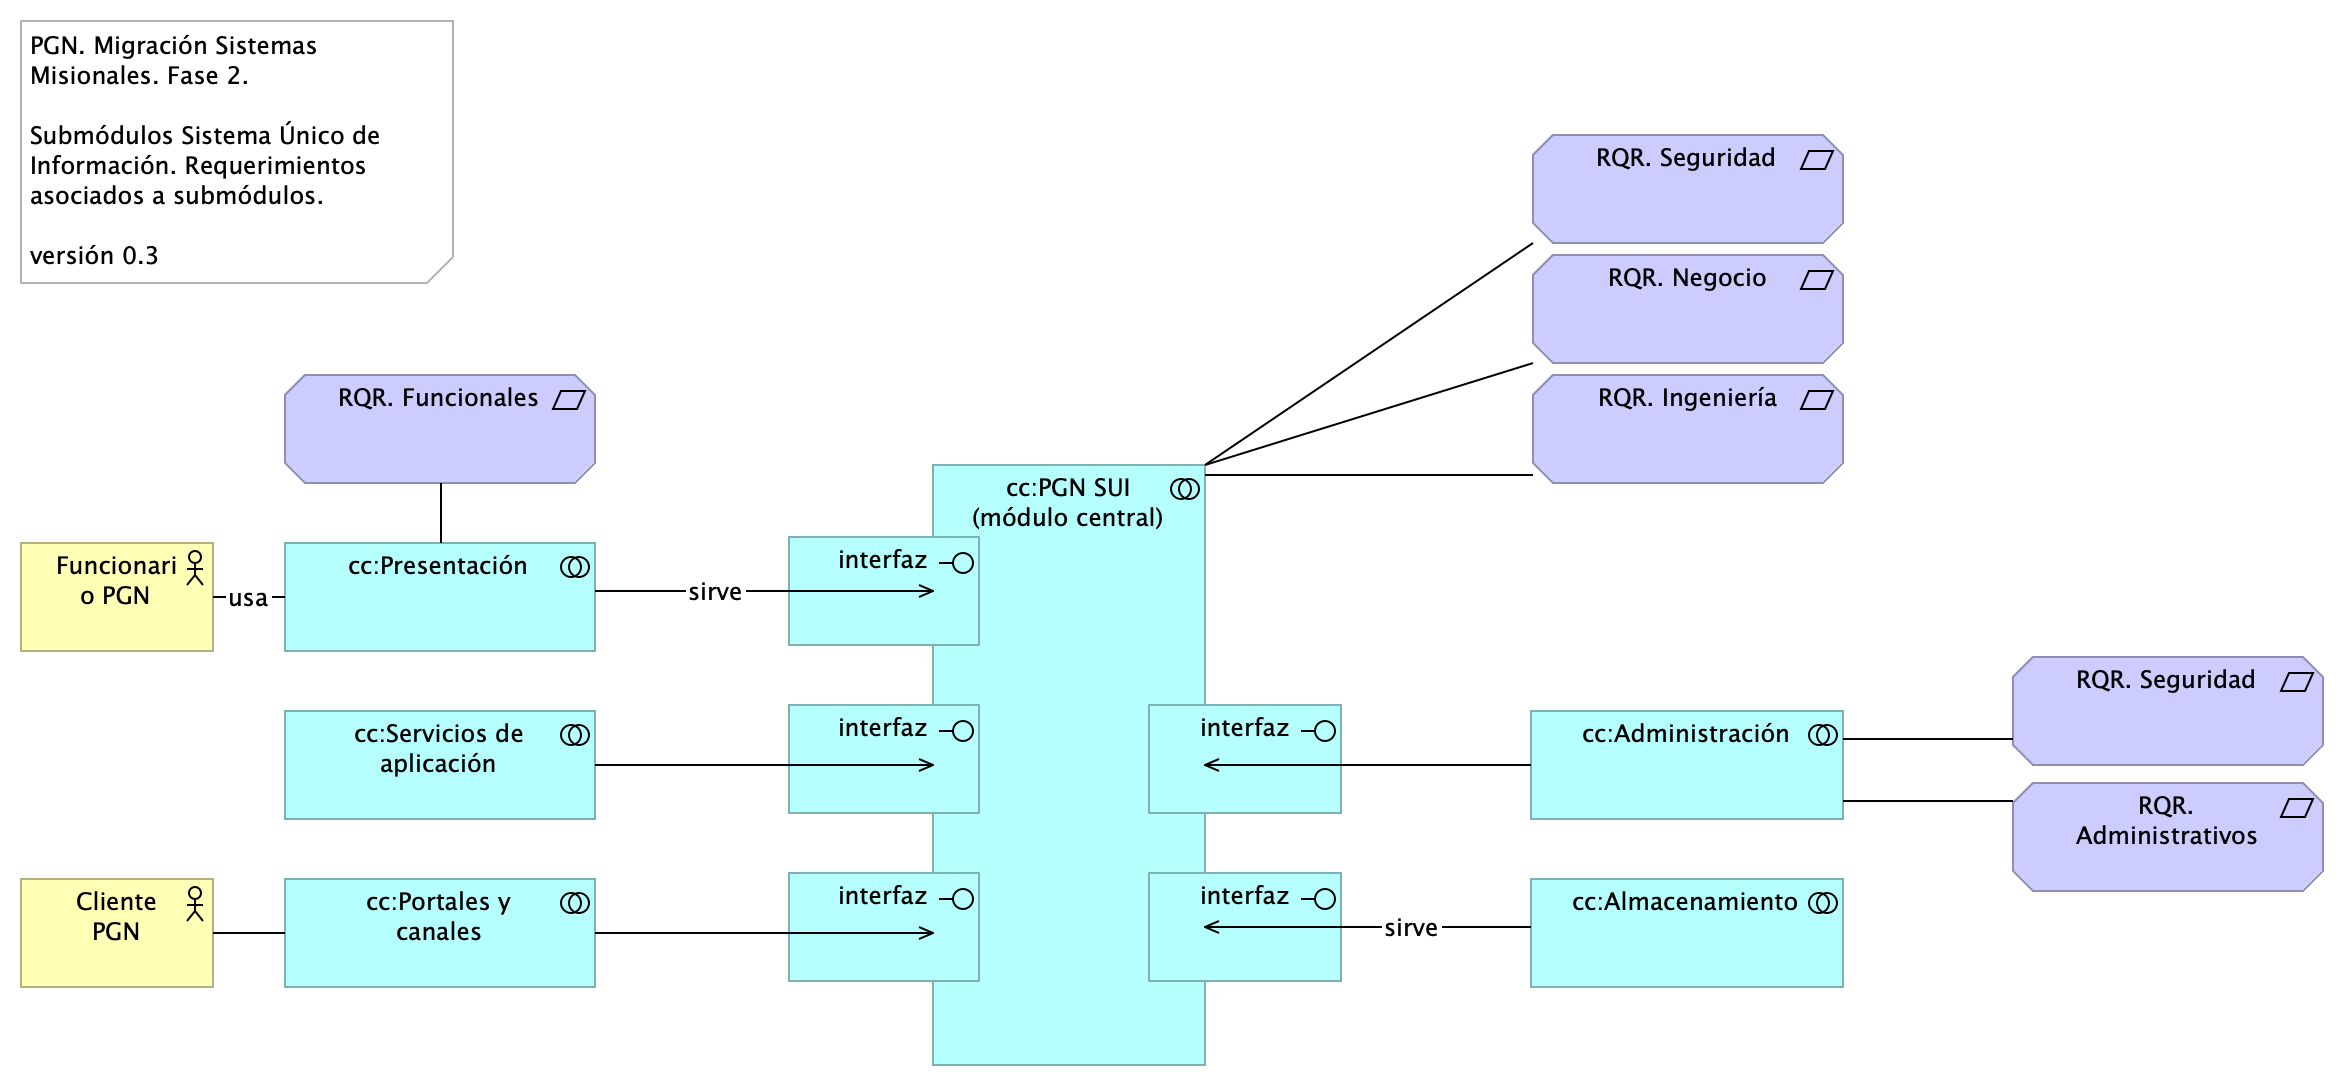 PGN. Migración Sistemas
Misionales. Fase 2.
Submódulos Sistema Único de
Información. Requerimientos
asociados a submódulos.
versión 0.3
RQR. Seguridad
RQR. Negocio
RQR. Ingeniería
RQR. Funcionales
cc:PGN SUI
(módulo central)
Funcionari
o PGN
usa
cc:Presentación
sirve
interfaz
cc:Servicios de
aplicación
interfaz
interfaz
cc:Administración
RQR. Seguridad
RQR.
Administrativos
Cliente
PGN
cc:Portales y
canales
interfaz
interfaz
sirve
cc:Almacenamiento